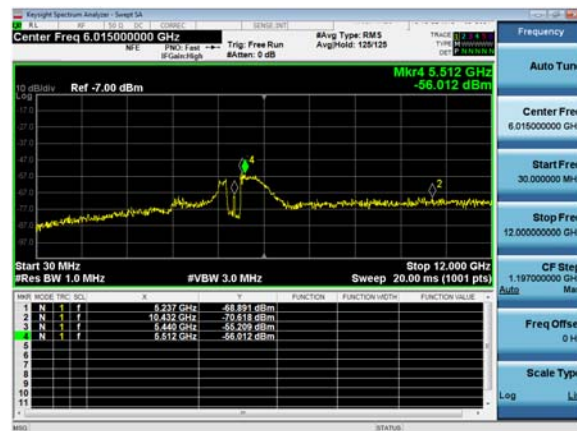 Keysight Spectrum Analyzer - Swept SA
RL RF 50 Ω DC CORREC SENSE:INT
Center Freq 6.015000000 GHz
NFE
PNO: Fast
IFGain:High
Trig: Free Run
#Atten: 0 dB
#Avg Type: RMS
Avg|Hold: 125/125
TRACE 1 2 3 4 5 6
TYPE
DET P N N N N N
Mkr4 5.512 GHz
-56.012 dBm
10 dB/div Ref -7.00 dBm
Log
-17.0
-27.0
-37.0
-47.0
-57.0
-67.0
-77.0
-87.0
-97.0
4
2
Start 30 MHz
Stop 12.000 GHz
#Res BW 1.0 MHz
#VBW 3.0 MHz
Sweep 20.00 ms (1001 pts)
MKR MODE TRC SCL X Y FUNCTION FUNCTION WIDTH FUNCTION VALUE
1 N 1 f 5.237 GHz -68.891 dBm
2 N 1 f 10.432 GHz -70.618 dBm
3 N 1 f 5.440 GHz -55.209 dBm
4 N 1 f 5.512 GHz -56.012 dBm
5
6
7
8
9
10
11
MSG
STATUS
Frequency
Auto Tune
Center Freq
6.015000000 GHz
Start Freq
30.000000 MHz
Stop Freq
12.000000000 GHz
CF Step
1.197000000 GHz
Auto Man
Freq Offset
0 Hz
Scale Type
Log Lin